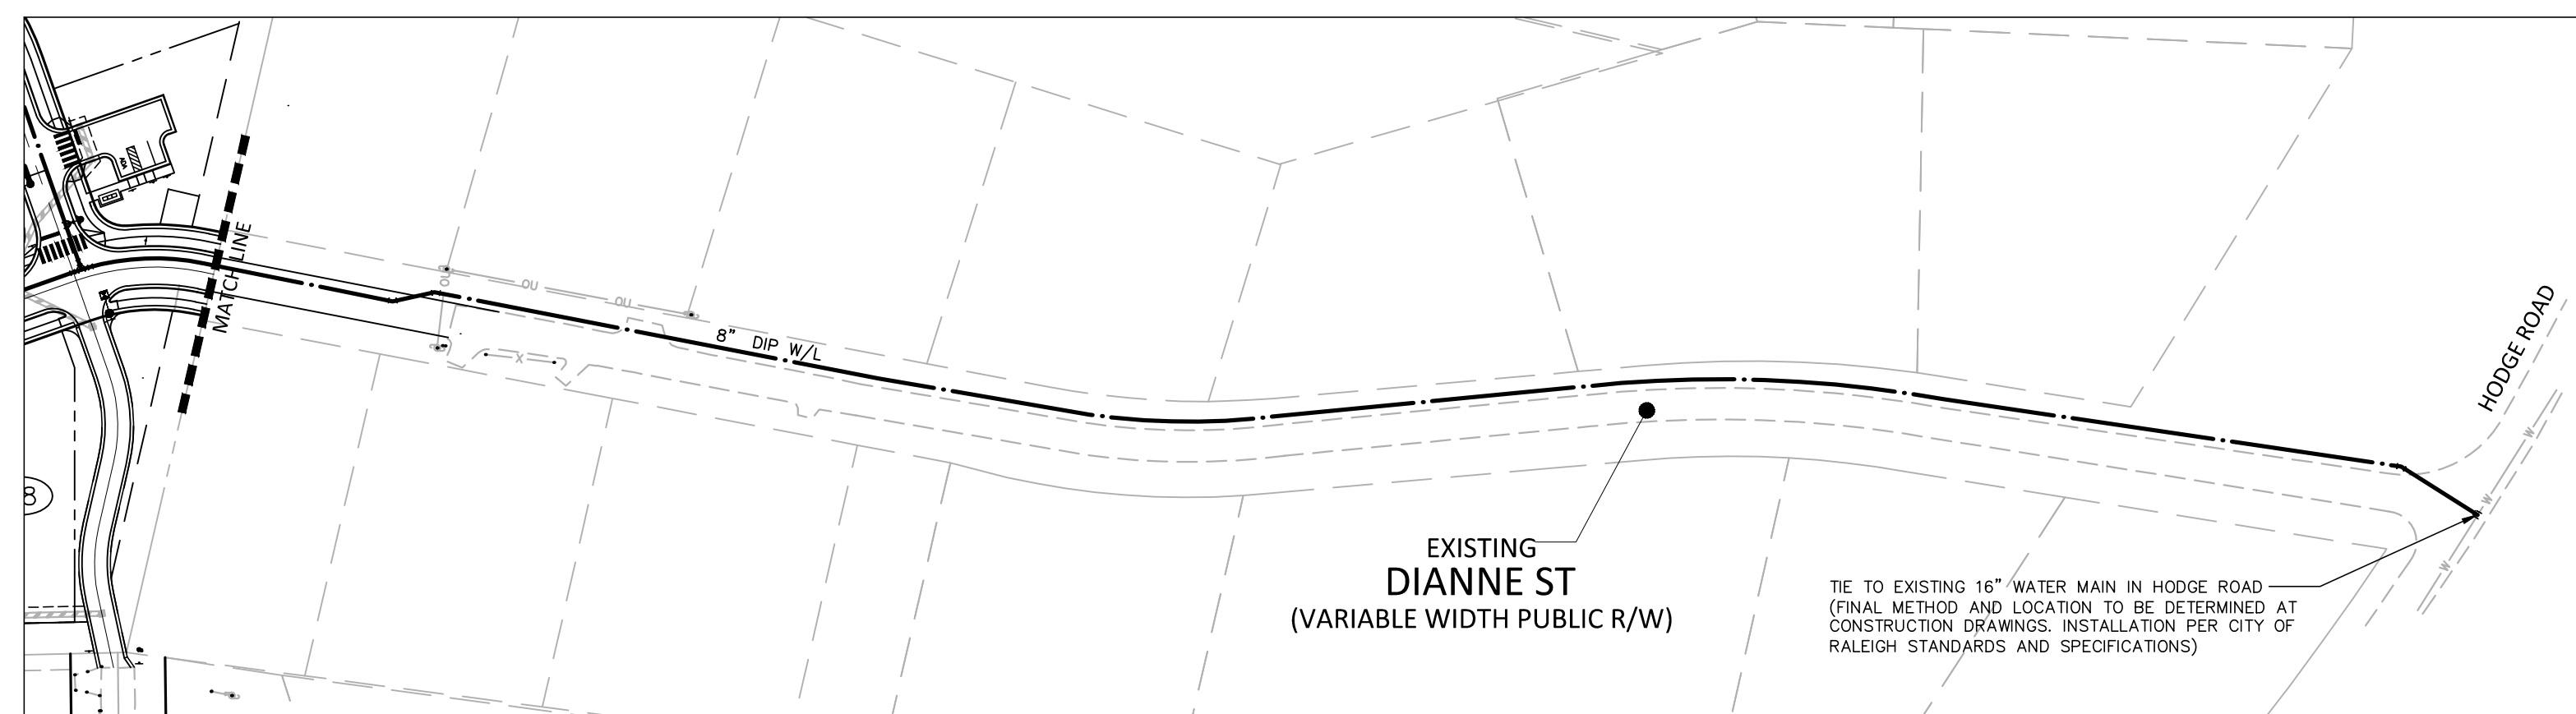 MATCH LINE
OU
OU
OU
X
8" DIP W/L
HODGE ROAD
W
W
W
8
EXISTING
DIANNE ST
(VARIABLE WIDTH PUBLIC R/W)
TIE TO EXISTING 16" WATER MAIN IN HODGE ROAD
(FINAL METHOD AND LOCATION TO BE DETERMINED AT
CONSTRUCTION DRAWINGS. INSTALLATION PER CITY OF
RALEIGH STANDARDS AND SPECIFICATIONS)